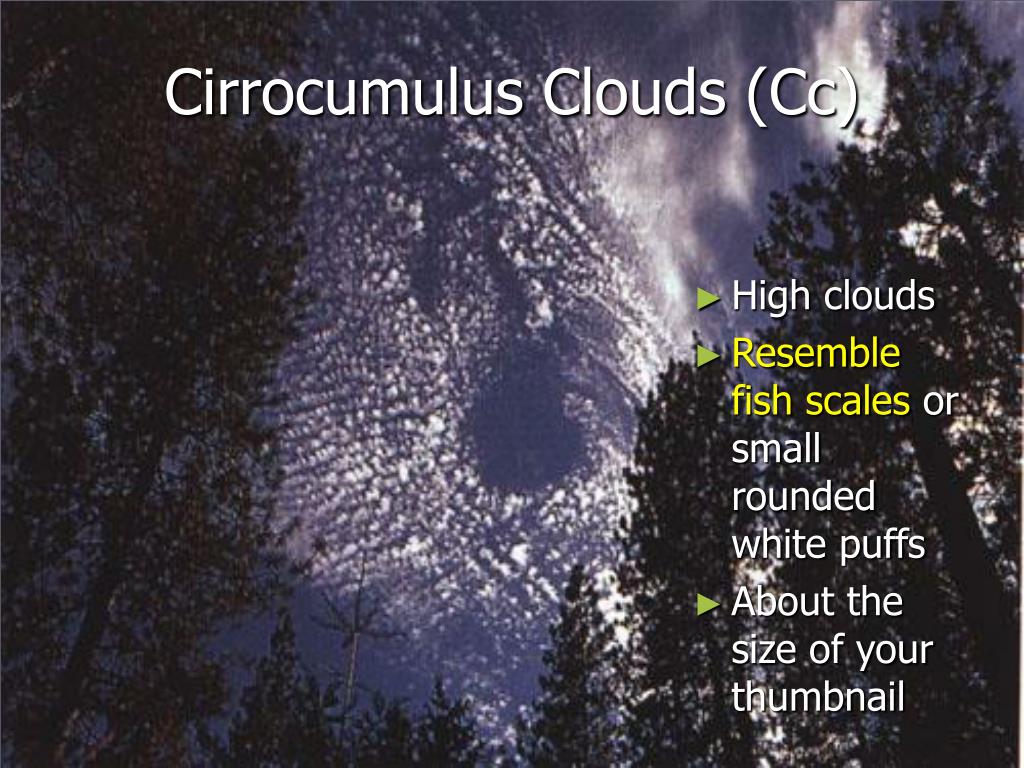 Cirrocumulus Clouds (Cc)
► High clouds
► Resemble
fish scales or
small
rounded
white puffs
► About the
size of your
thumbnail